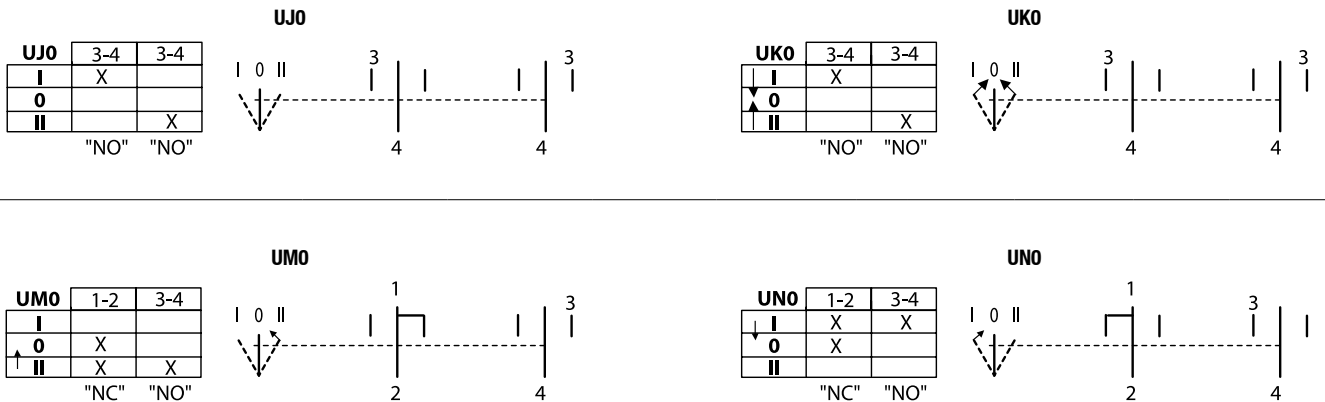 UJ0
UJ0 3-4 3-4
I X
0
II X
"NO" "NO"
I 0 II
3 3
4 4
UK0
UK0 3-4 3-4
I X
0
II X
"NO" "NO"
I 0 II
3 3
4 4
UM0
UM0 1-2 3-4
I
0 X
II X X
"NC" "NO"
I 0 II
1 3
2 4
UN0
UN0 1-2 3-4
I X X
0 X
II
"NC" "NO"
I 0 II
1 3
2 4